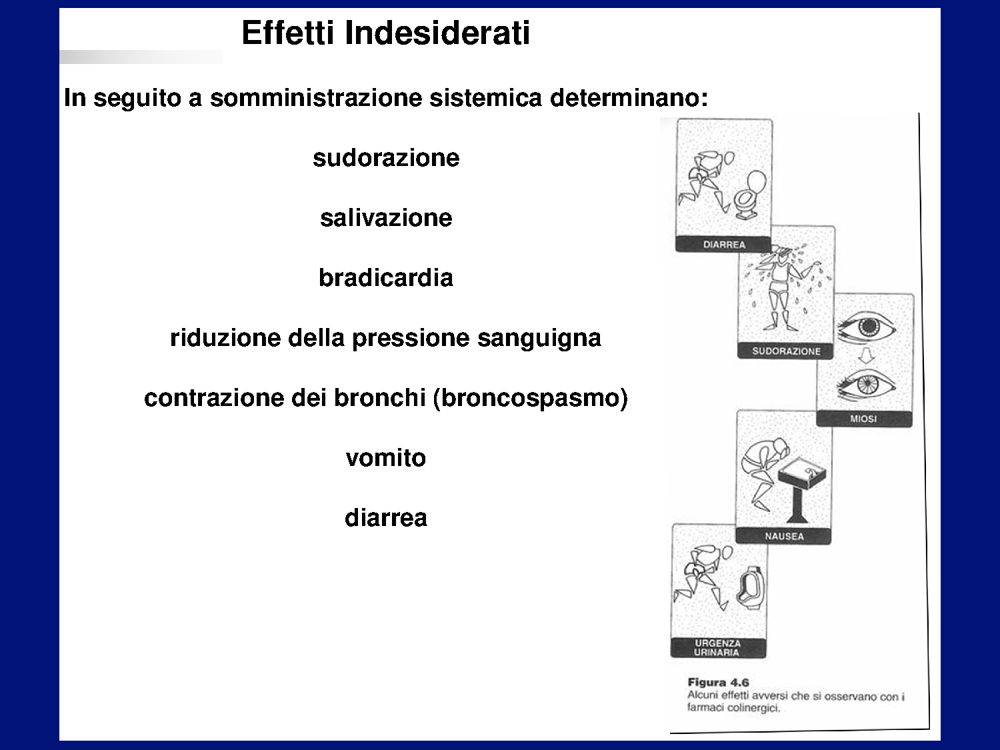 Effetti Indesiderati
In seguito a somministrazione sistemica determinano:
sudorazione
salivazione
bradicardia
riduzione della pressione sanguigna
contrazione dei bronchi (broncospasmo)
vomito
diarrea
DIARREA
SUDORAZIONE
MIOSI
NAUSEA
URGENZA
URINARIA
Figura 4.6
Alcuni effetti avversi che si osservano con i
farmaci colinergici.